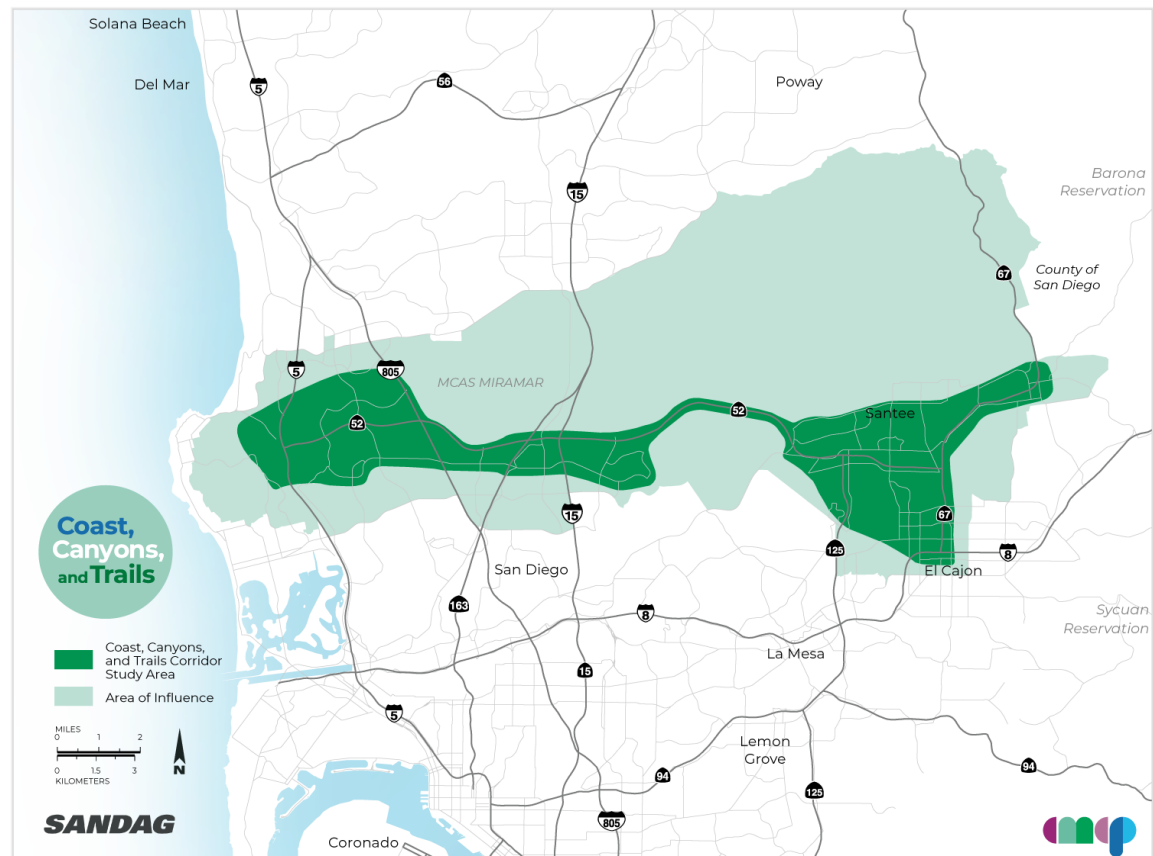 Solana Beach
Del Mar
5
56
Poway
15
Barona
Reservation
67
County of
San Diego
5
805
MCAS MIRAMAR
52
52
Santee
15
67
125
8
El Cajon
San Diego
163
8
Sycuan
Reservation
La Mesa
15
5
Lemon
Grove
94
94
125
805
Coronado
Coast,
Canyons,
and Trails
Coast, Canyons,
and Trails Corridor
Study Area
Area of Influence
MILES
0 1 2
0 1.5 3
KILOMETERS
N
SANDAG
cmcp